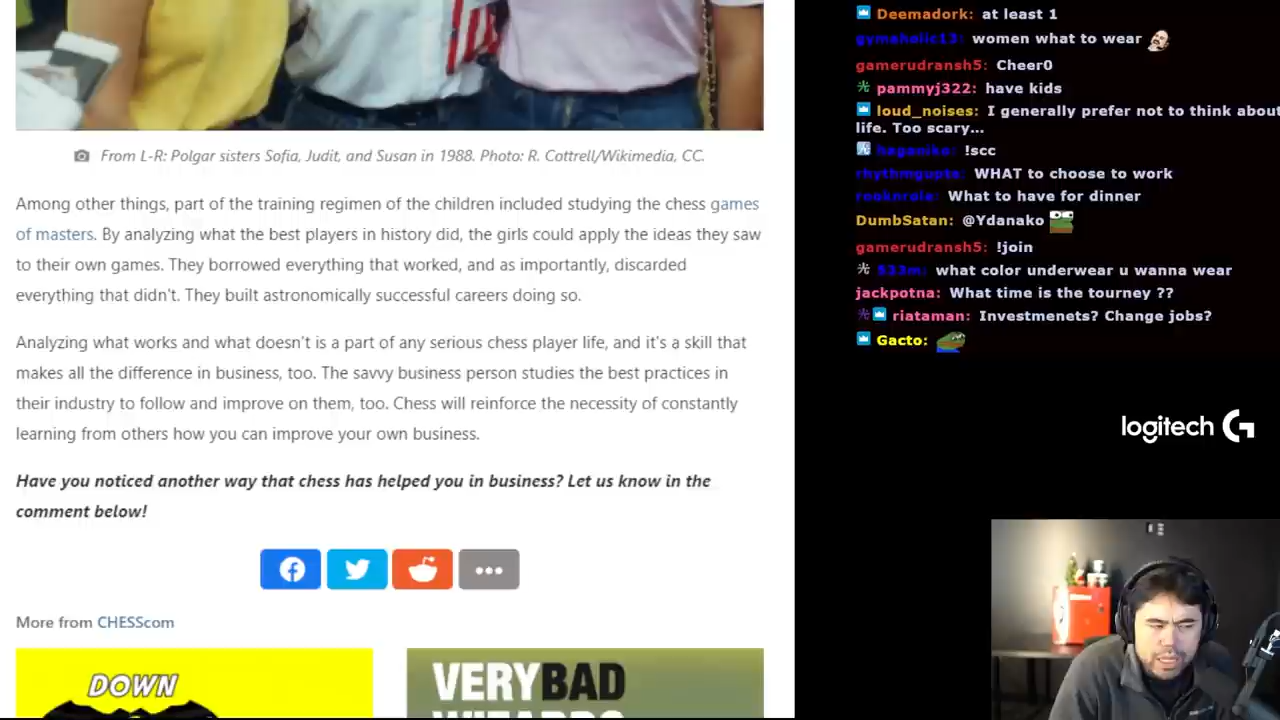 From L-R: Polgar sisters Sofia, Judit, and Susan in 1988. Photo: R. Cottrell/Wikimedia, CC.
Among other things, part of the training regimen of the children included studying the chess games
of masters. By analyzing what the best players in history did, the girls could apply the ideas they saw
to their own games. They borrowed everything that worked, and as importantly, discarded
everything that didn't. They built astronomically successful careers doing so.
Analyzing what works and what doesn't is a part of any serious chess player life, and it's a skill that
makes all the difference in business, too. The savvy business person studies the best practices in
their industry to follow and improve on them, too. Chess will reinforce the necessity of constantly
learning from others how you can improve your own business.
Have you noticed another way that chess has helped you in business? Let us know in the
comment below!
More from CHESScom
DOWN
VERYBAD
WIZARDS
Deemadork: at least 1
gymaholic13: women what to wear
gamerudransh5: Cheer0
pammyj322: have kids
loud_noises: I generally prefer not to think about
life. Too scary...
!scc
rhythmgupta: WHAT to choose to work
What to have for dinner
DumbSatan: @Ydanako
gamerudransh5: !join
what color underwear u wanna wear
jackpotna: What time is the tourney ??
riataman: Investmenets? Change jobs?
Gacto:
logitech G